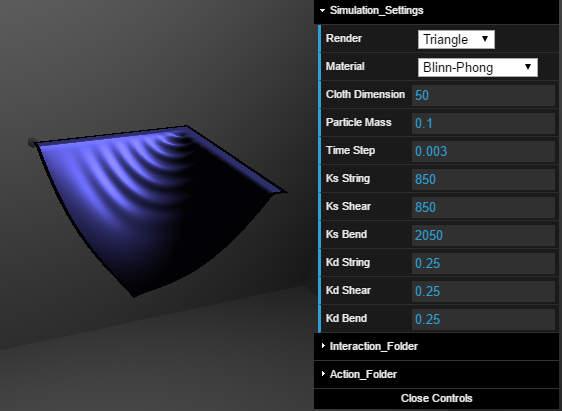 Simulation_Settings
Render Triangle
Material Blinn-Phong
Cloth Dimension 50
Particle Mass 0.1
Time Step 0.003
Ks String 850
Ks Shear 850
Ks Bend 2050
Kd String 0.25
Kd Shear 0.25
Kd Bend 0.25
Interaction_Folder
Action_Folder
Close Controls